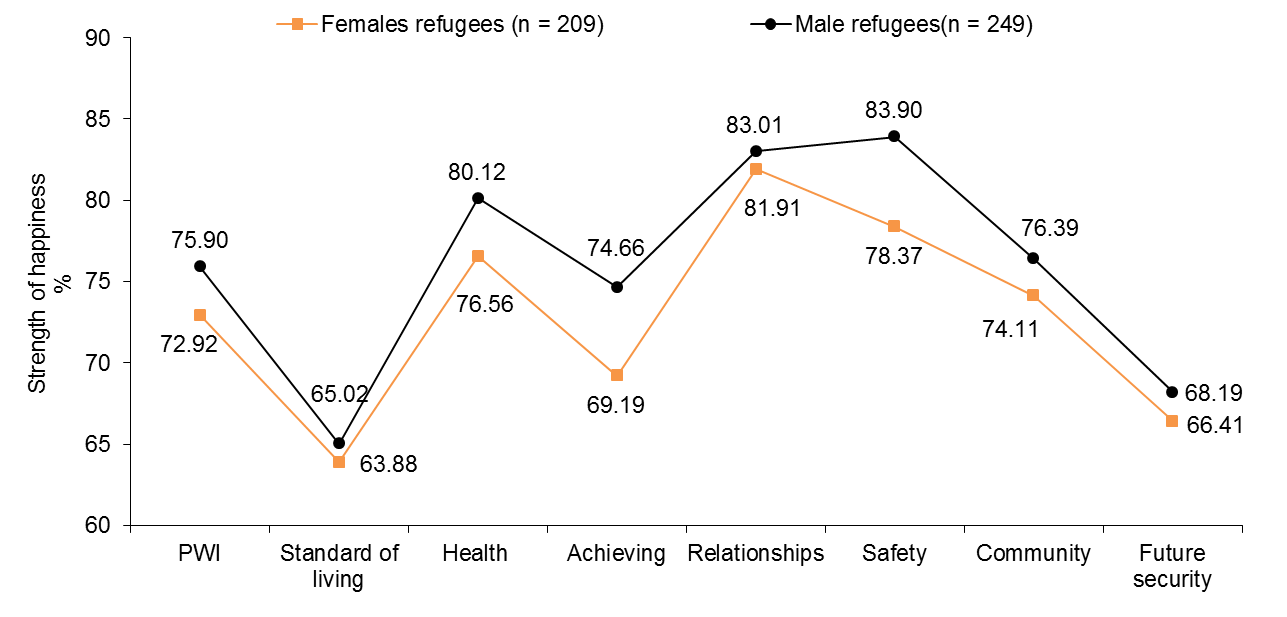 Females refugees (n = 209)
Male refugees(n = 249)
90
85
80
75
70
65
60
Strength of happiness
%
75.90
72.92
65.02
63.88
80.12
76.56
74.66
69.19
83.01
81.91
83.90
78.37
76.39
74.11
68.19
66.41
PWI
Standard of
living
Health
Achieving
Relationships
Safety
Community
Future
security